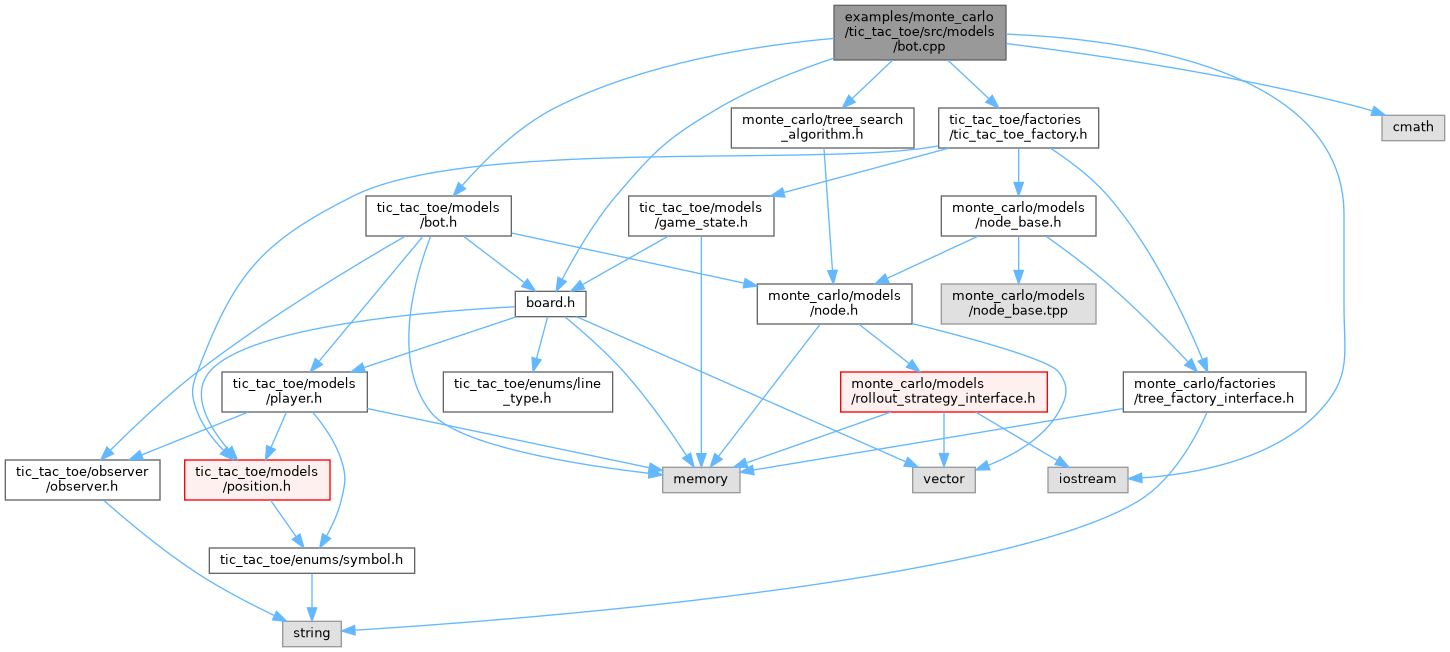 examples/monte_carlo
/tic_tac_toe/src/models
/bot.cpp
monte_carlo/tree_search
_algorithm.h
tic_tac_toe/factories
/tic_tac_toe_factory.h
cmath
tic_tac_toe/models
/bot.h
tic_tac_toe/models
/game_state.h
monte_carlo/models
/node_base.h
board.h
monte_carlo/models
/node.h
monte_carlo/models
/node_base.tpp
tic_tac_toe/models
/player.h
tic_tac_toe/enums/line
_type.h
monte_carlo/models
/rollout_strategy_interface.h
monte_carlo/factories
/tree_factory_interface.h
tic_tac_toe/observer
/observer.h
tic_tac_toe/models
/position.h
memory
vector
iostream
tic_tac_toe/enums/symbol.h
string